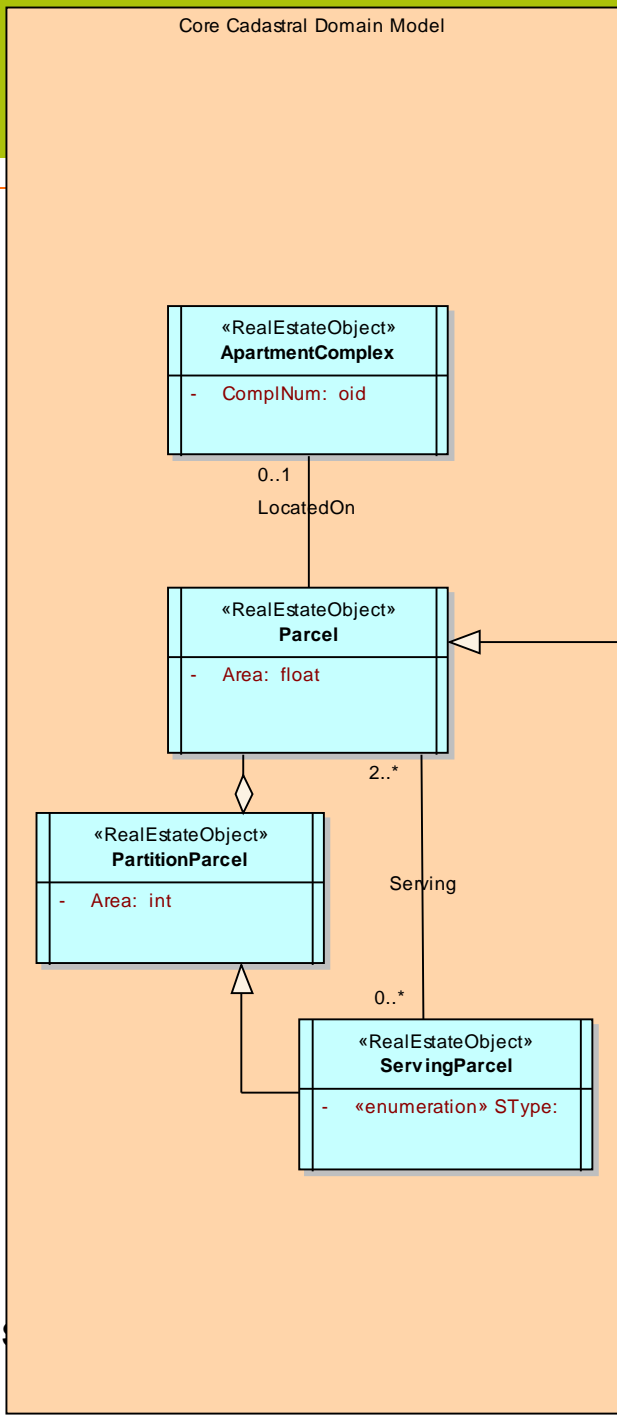 Core Cadastral Domain Model
«RealEstateObject»
ApartmentComplex
- ComplNum: oid
0..1
LocatedOn
«RealEstateObject»
Parcel
- Area: float
2..*
«RealEstateObject»
PartitionParcel
- Area: int
Serving
0..*
«RealEstateObject»
ServingParcel
- «enumeration» SType: